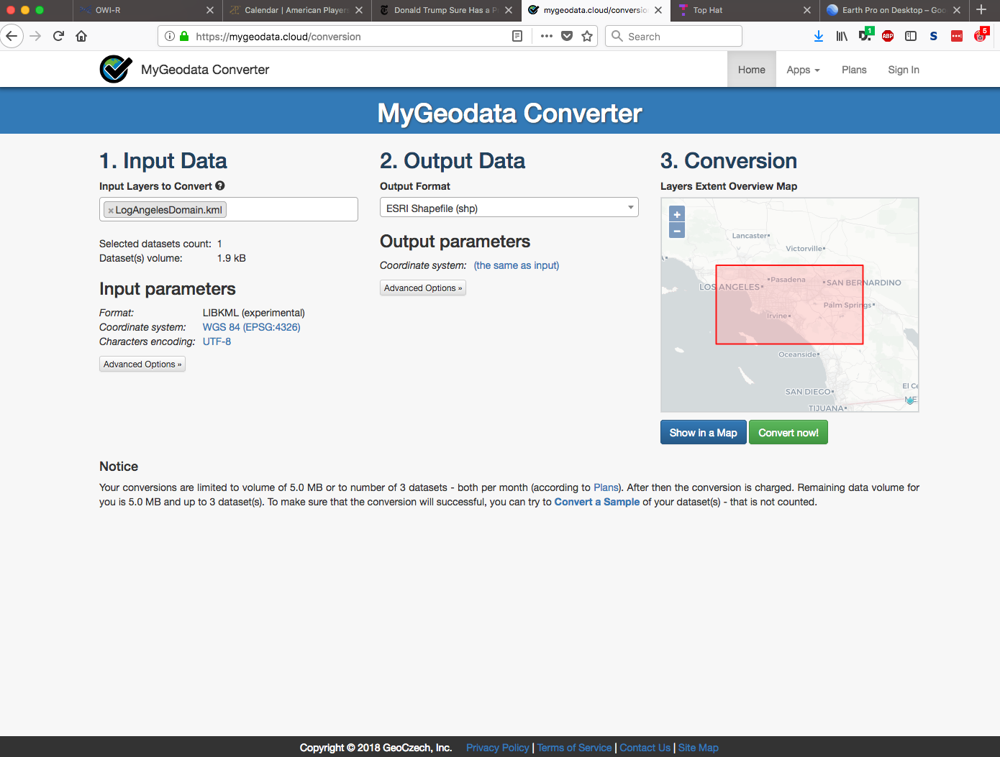 OWI-R
Calendar | American Players
Donald Trump Sure Has a P
mygeodata.cloud/conversio
Top Hat
Earth Pro on Desktop – Goo
https://mygeodata.cloud/conversion
Search
1
ABP
S
5
MyGeodata Converter
Home
Apps
Plans
Sign In
MyGeodata Converter
1. Input Data
Input Layers to Convert
× LogAngelesDomain.kml
Selected datasets count: 1
Dataset(s) volume: 1.9 kB
Input parameters
Format: LIBKML (experimental)
Coordinate system: WGS 84 (EPSG:4326)
Characters encoding: UTF-8
Advanced Options »
2. Output Data
Output Format
ESRI Shapefile (shp)
Output parameters
Coordinate system: (the same as input)
Advanced Options »
3. Conversion
Layers Extent Overview Map
+
−
Lancaster
Victorville
Pasadena
LOS ANGELES
SAN BERNARDINO
Palm Springs
Irvine
Oceanside
SAN DIEGO
El Ce
ME
TIJUANA
Show in a Map
Convert now!
Notice
Your conversions are limited to volume of 5.0 MB or to number of 3 datasets - both per month (according to Plans). After then the conversion is charged. Remaining data volume for
you is 5.0 MB and up to 3 dataset(s). To make sure that the conversion will successful, you can try to Convert a Sample of your dataset(s) - that is not counted.
Copyright © 2018 GeoCzech, Inc. Privacy Policy | Terms of Service | Contact Us | Site Map